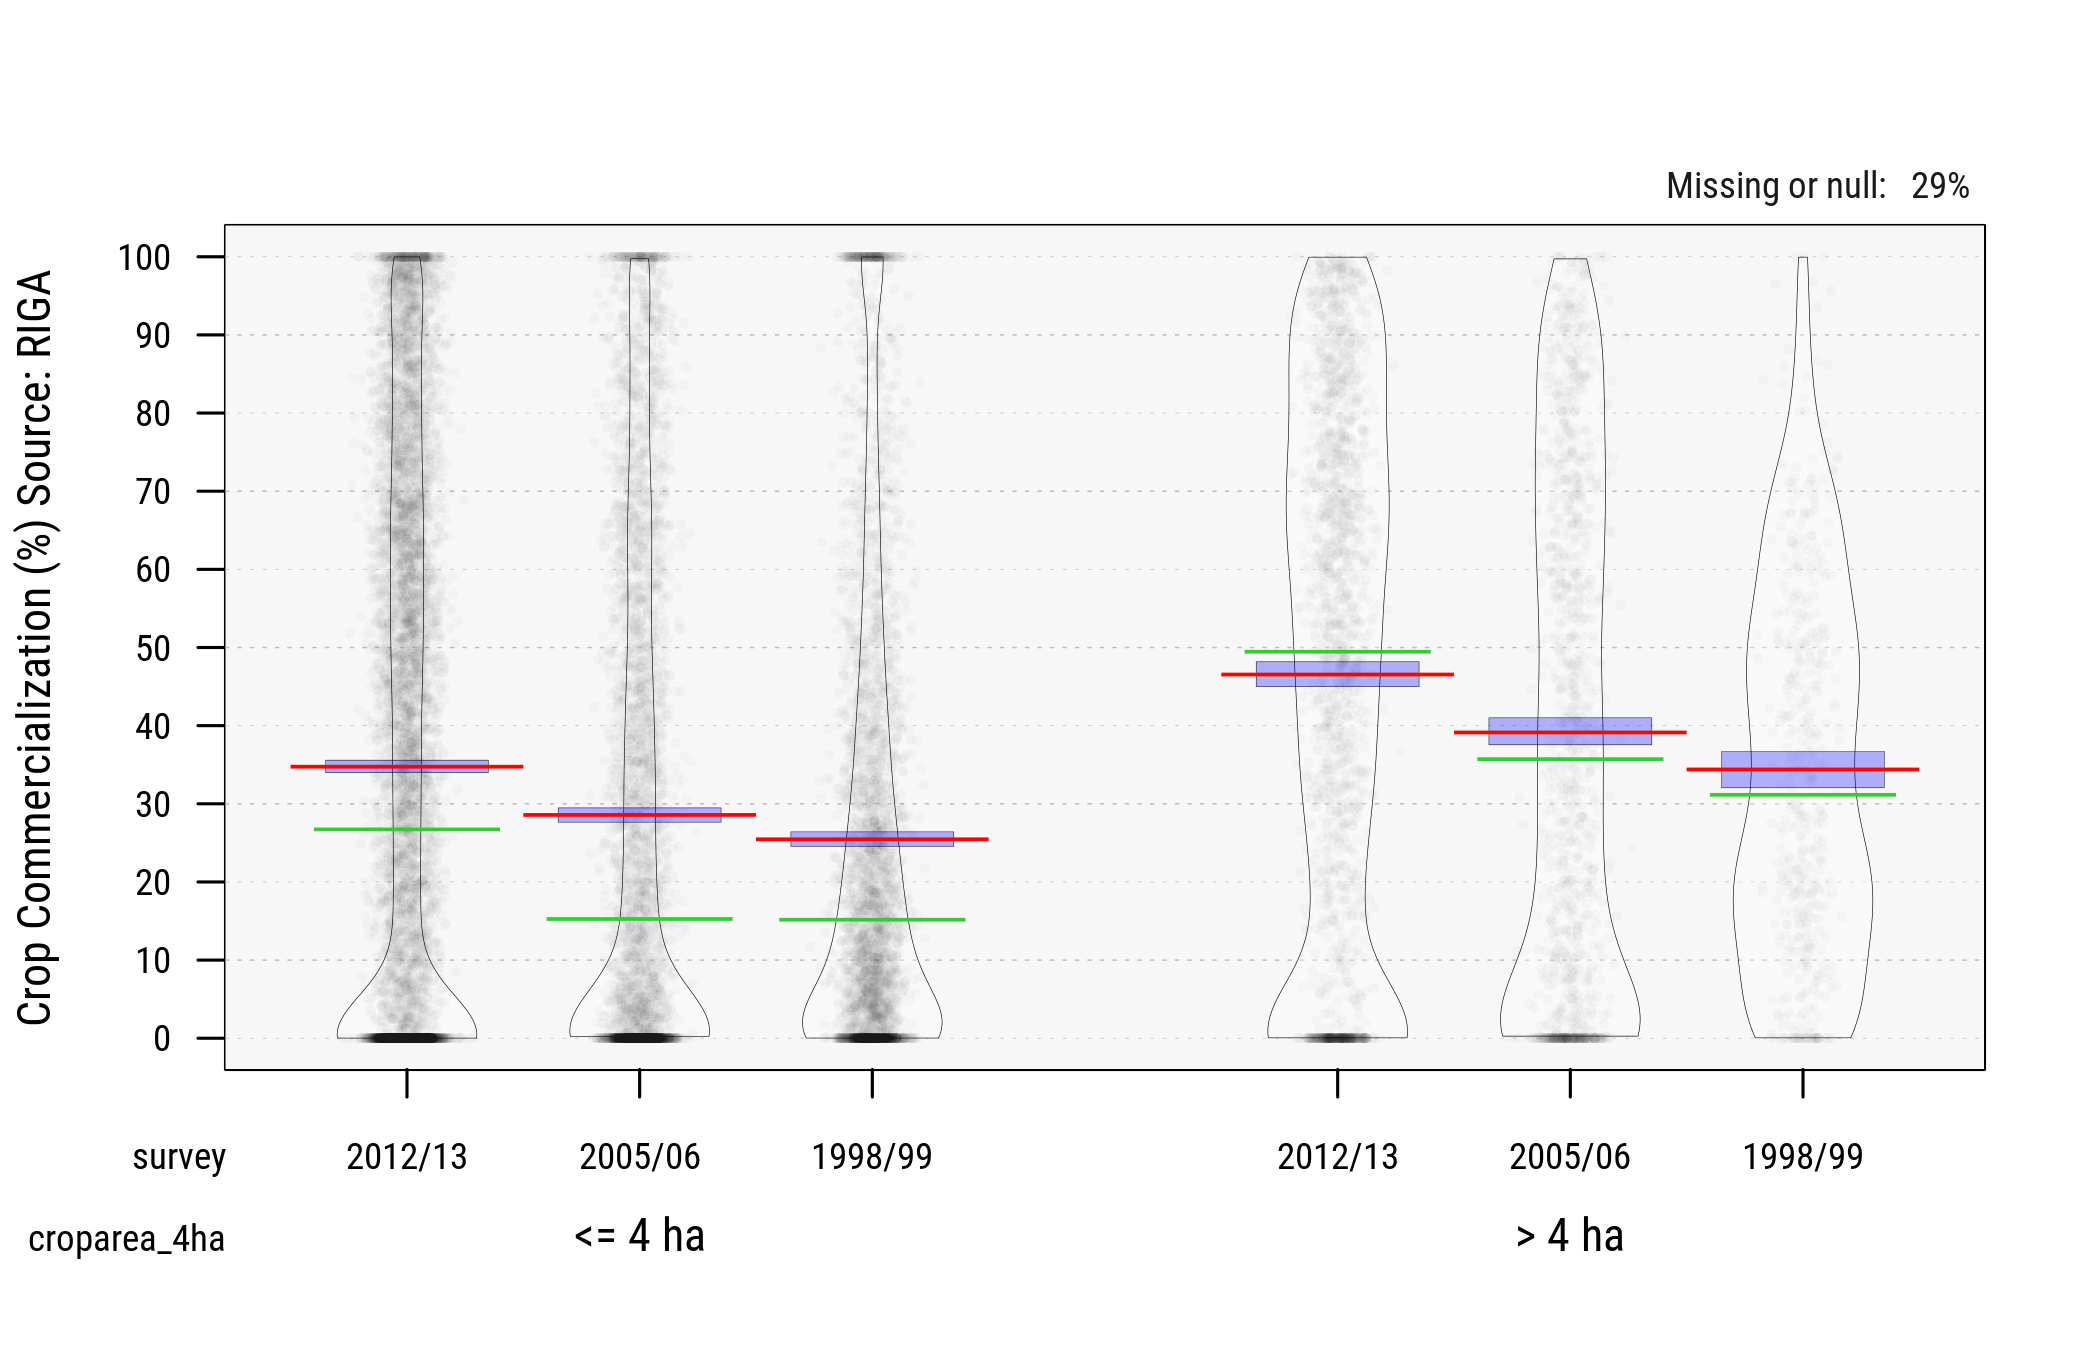 Missing or null: 29%
Crop Commercialization (%) Source: RIGA
100
90
80
70
60
50
40
30
20
10
0
survey 2012/13 2005/06 1998/99 2012/13 2005/06 1998/99
croparea_4ha <= 4 ha > 4 ha